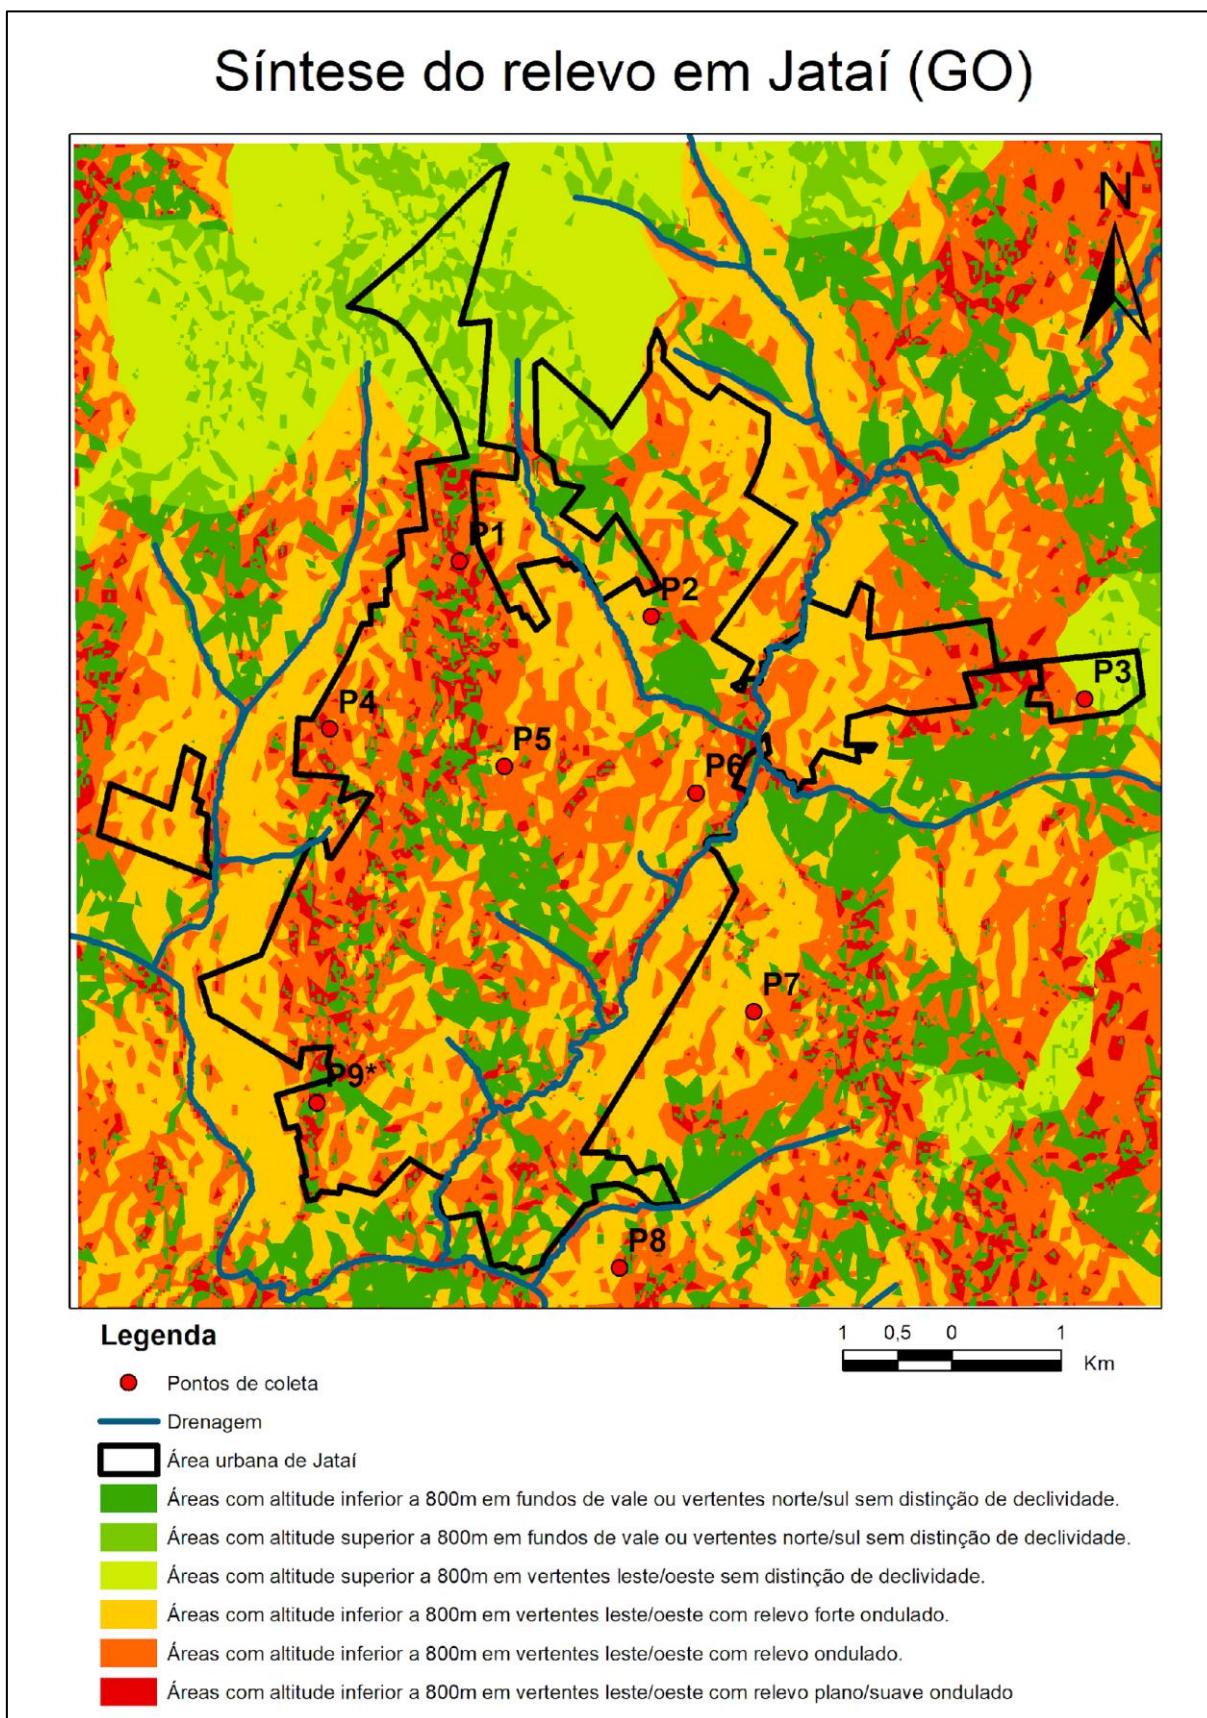 Síntese do relevo em Jataí (GO)
N
P1
P2
P3
P4
P5
P6
P7
P9*
P8
Legenda
1 0,5 0 1
Km
Pontos de coleta
Drenagem
Área urbana de Jataí
Áreas com altitude inferior a 800m em fundos de vale ou vertentes norte/sul sem distinção de declividade.
Áreas com altitude superior a 800m em fundos de vale ou vertentes norte/sul sem distinção de declividade.
Áreas com altitude superior a 800m em vertentes leste/oeste sem distinção de declividade.
Áreas com altitude inferior a 800m em vertentes leste/oeste com relevo forte ondulado.
Áreas com altitude inferior a 800m em vertentes leste/oeste com relevo ondulado.
Áreas com altitude inferior a 800m em vertentes leste/oeste com relevo plano/suave ondulado